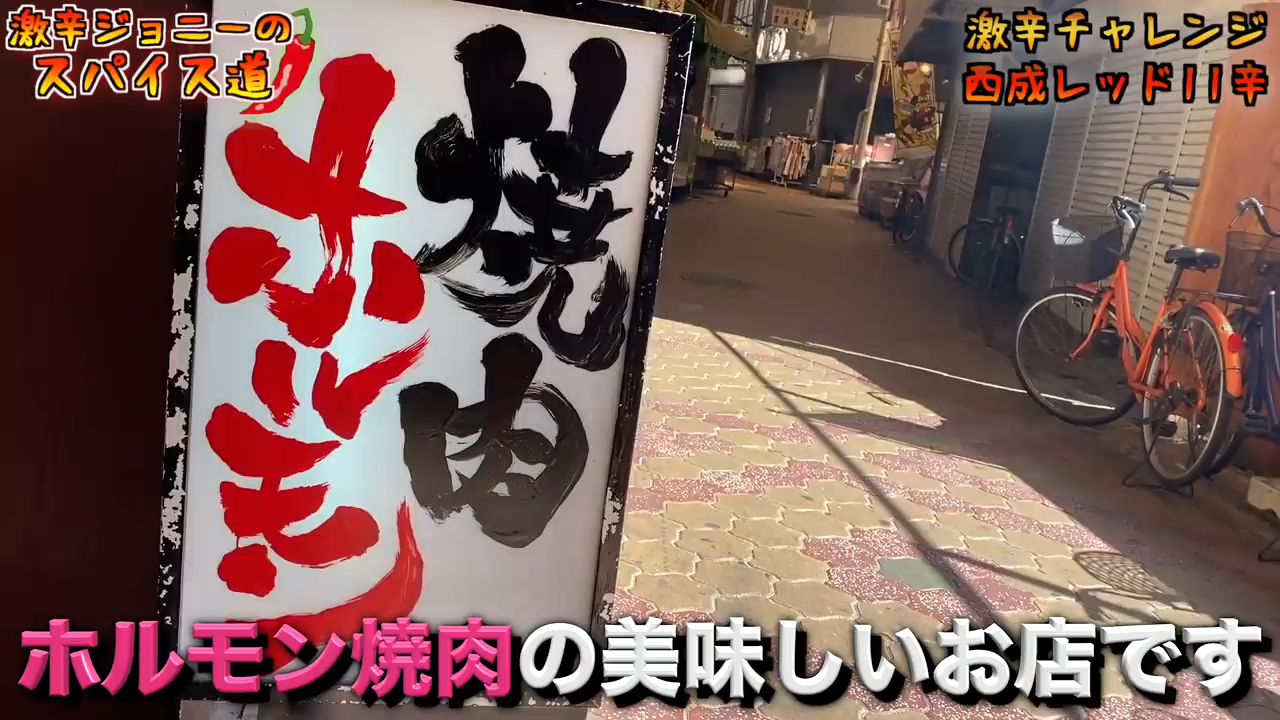 激辛ジョニーの
スパイス道
激辛チャレンジ
西成レッド11辛
焼肉
ホルモン
ホルモン焼肉の美味しいお店です